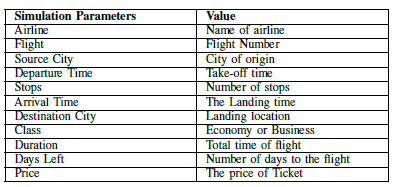 Simulation Parameters Value
Airline Name of airline
Flight Flight Number
Source City City of origin
Departure Time Take-off time
Stops Number of stops
Arrival Time The Landing time
Destination City Landing location
Class Economy or Business
Duration Total time of flight
Days Left Number of days to the flight
Price The price of Ticket